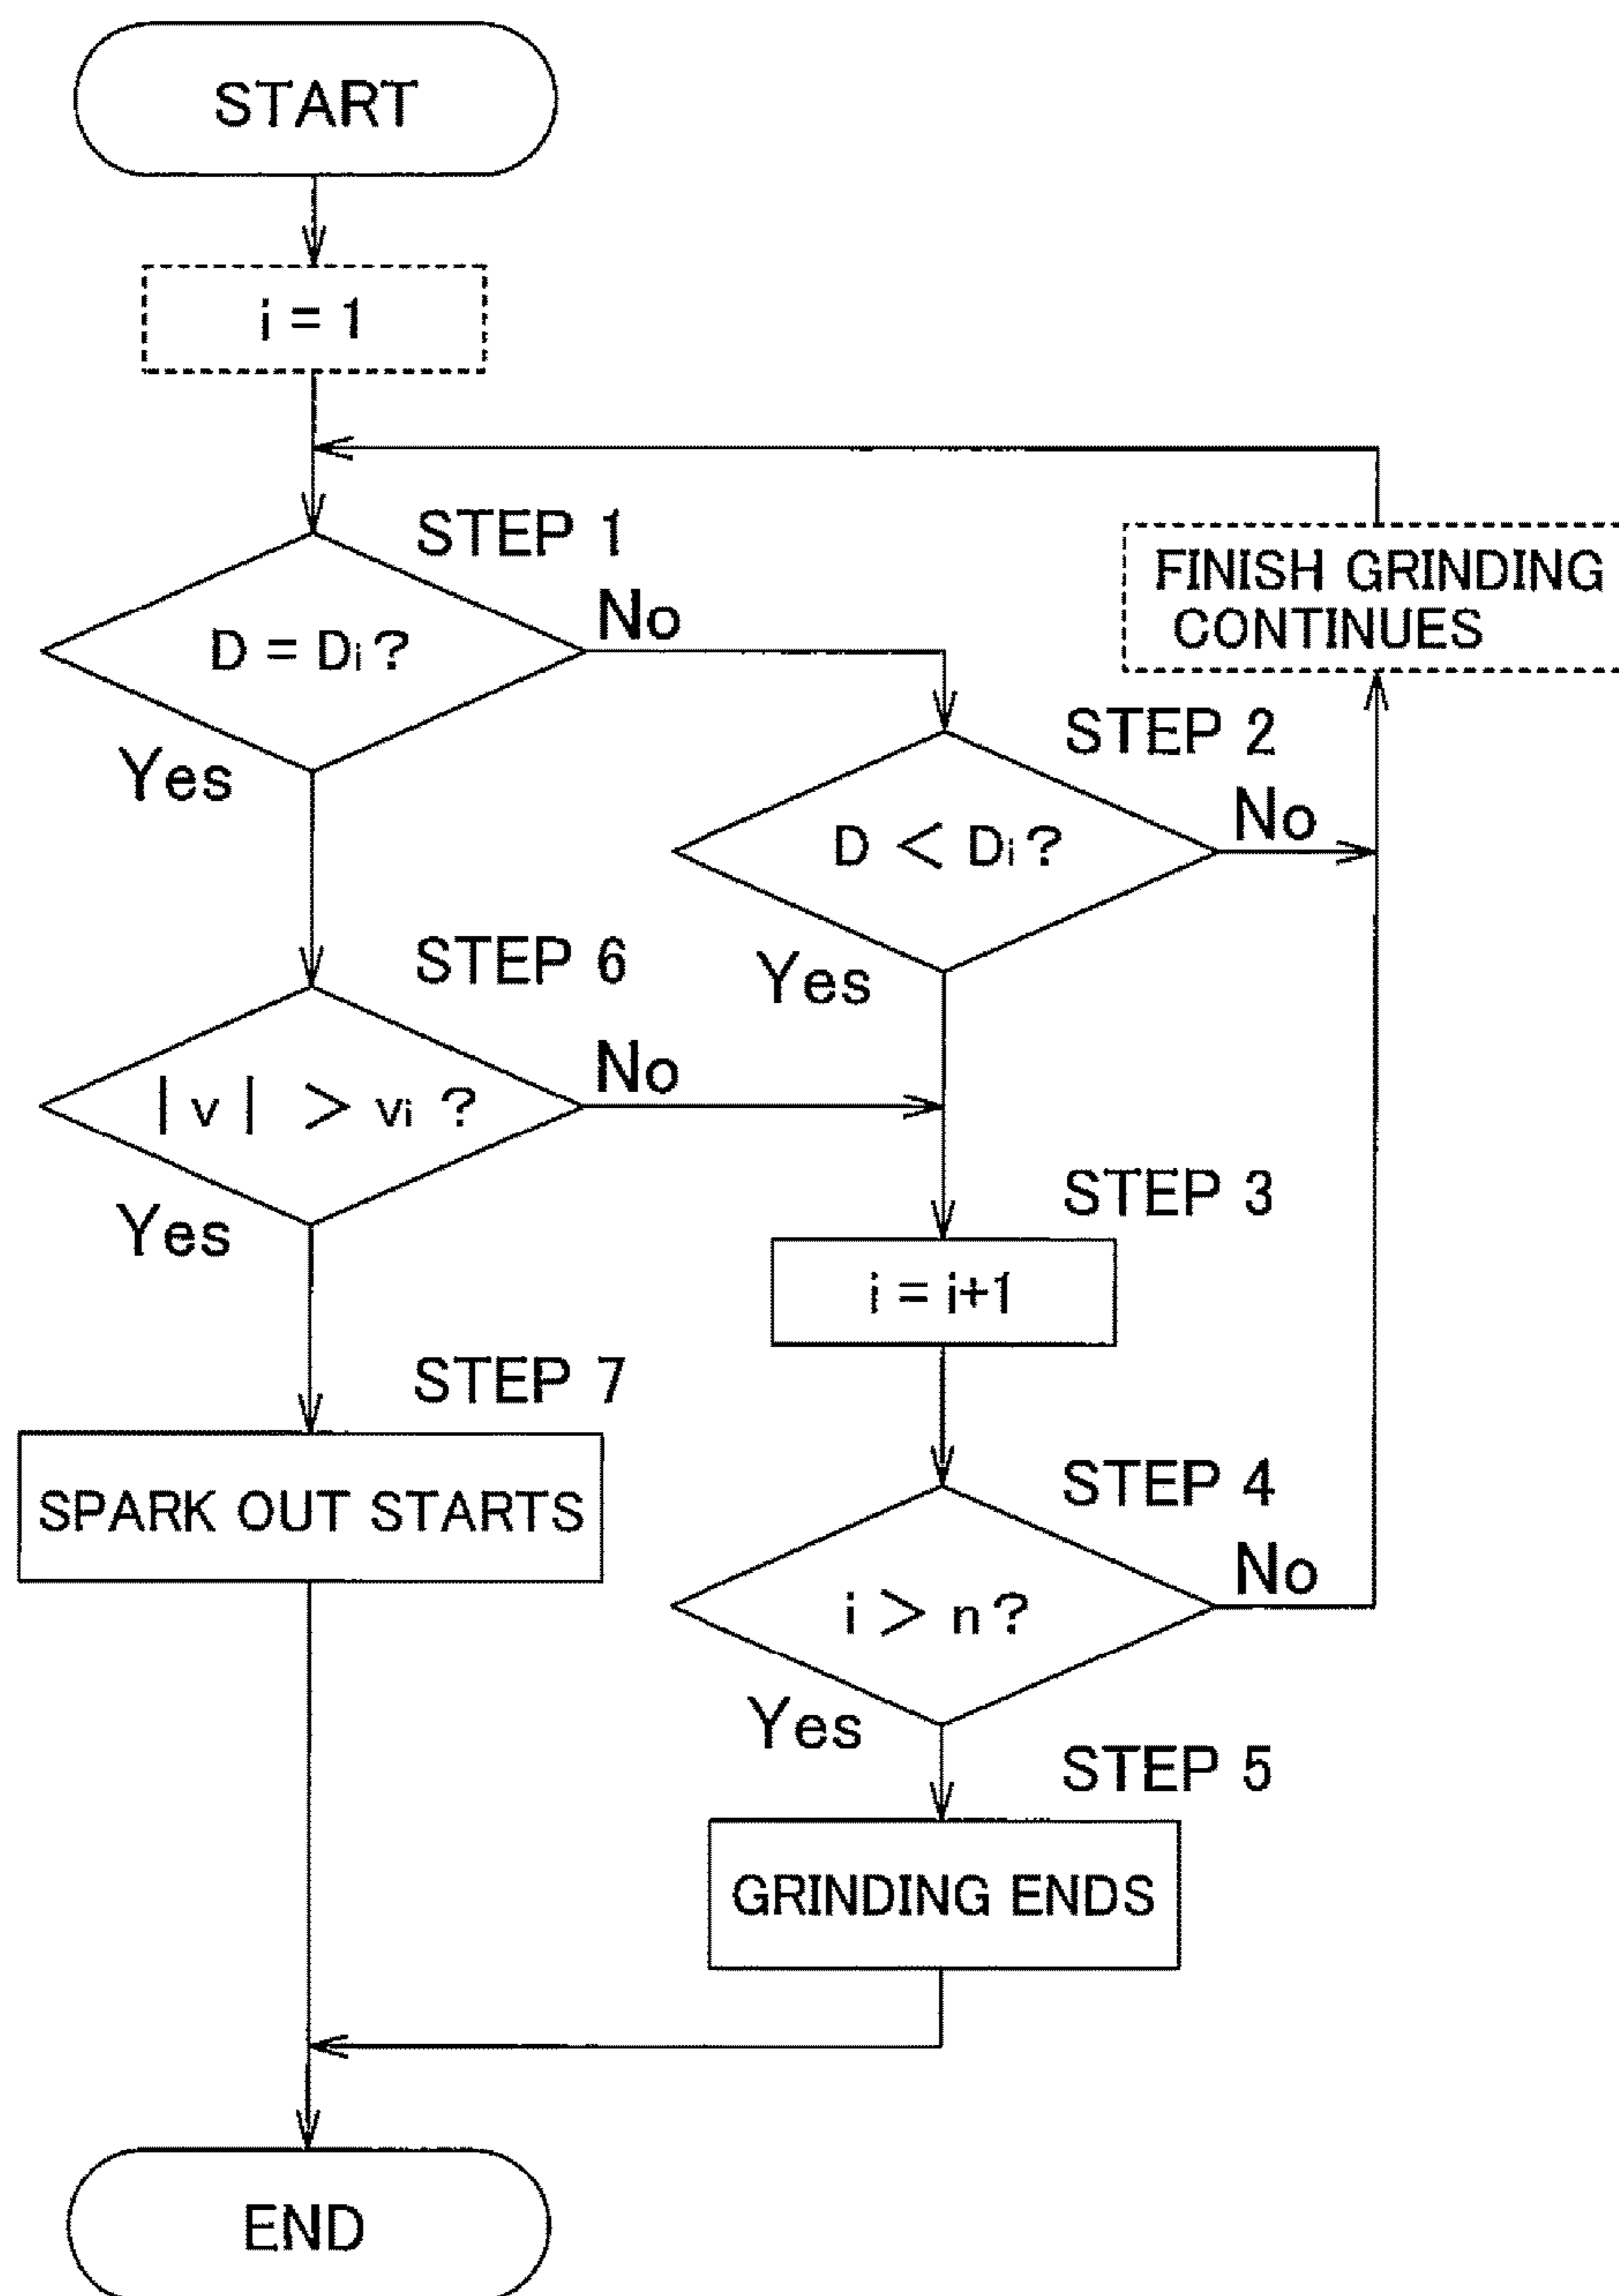 START
i = 1
STEP 1
D = Di ?
No
Yes
FINISH GRINDING
CONTINUES
STEP 2
D < Di ?
No
Yes
STEP 6
| v | > vi ?
No
Yes
STEP 3
i = i+1
STEP 7
SPARK OUT STARTS
STEP 4
i > n ?
No
Yes
STEP 5
GRINDING ENDS
END